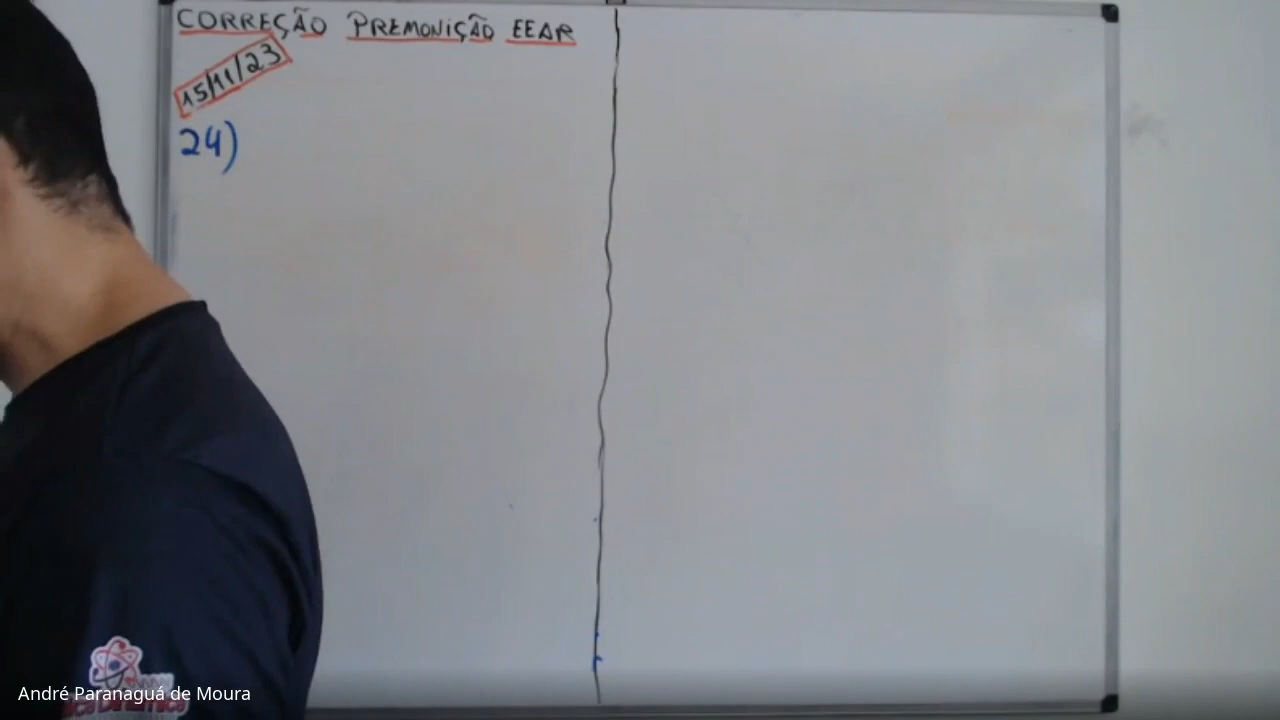 CORREÇÃO PREMONIÇÃO EEAR
15/11/23
24)
André Paranaguá de Moura